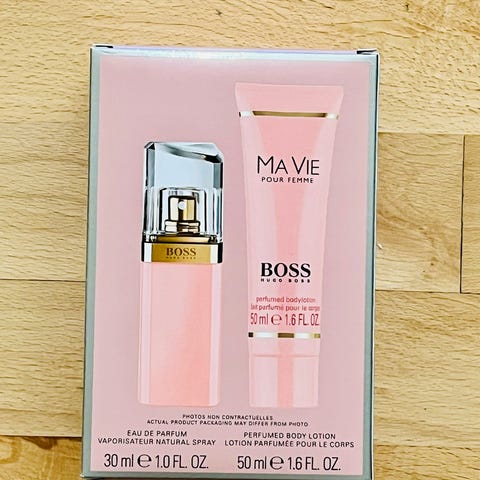 MA VIE
POUR FEMME
BOSS
BOSS
HUGO BOSS
perfumed bodylotion
lait parfumé pour le corps
50 ml e 1.6 FL. OZ.
PHOTOS NON CONTRACTUELLES
ACTUAL PRODUCT PACKAGING MAY DIFFER FROM PHOTO
EAU DE PARFUM
VAPORISATEUR NATURAL SPRAY
30 ml e 1.0 FL. OZ.
PERFUMED BODY LOTION
LOTION PARFUMÉE POUR LE CORPS
50 ml e 1.6 FL. OZ.